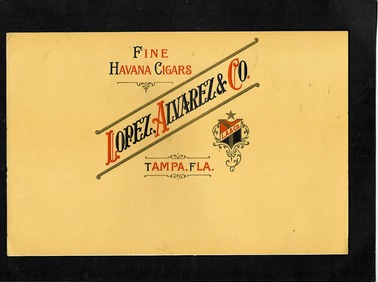 FINE
HAVANA CIGARS
LOPEZ, ALVAREZ, & CO.
TAMPA, FLA.